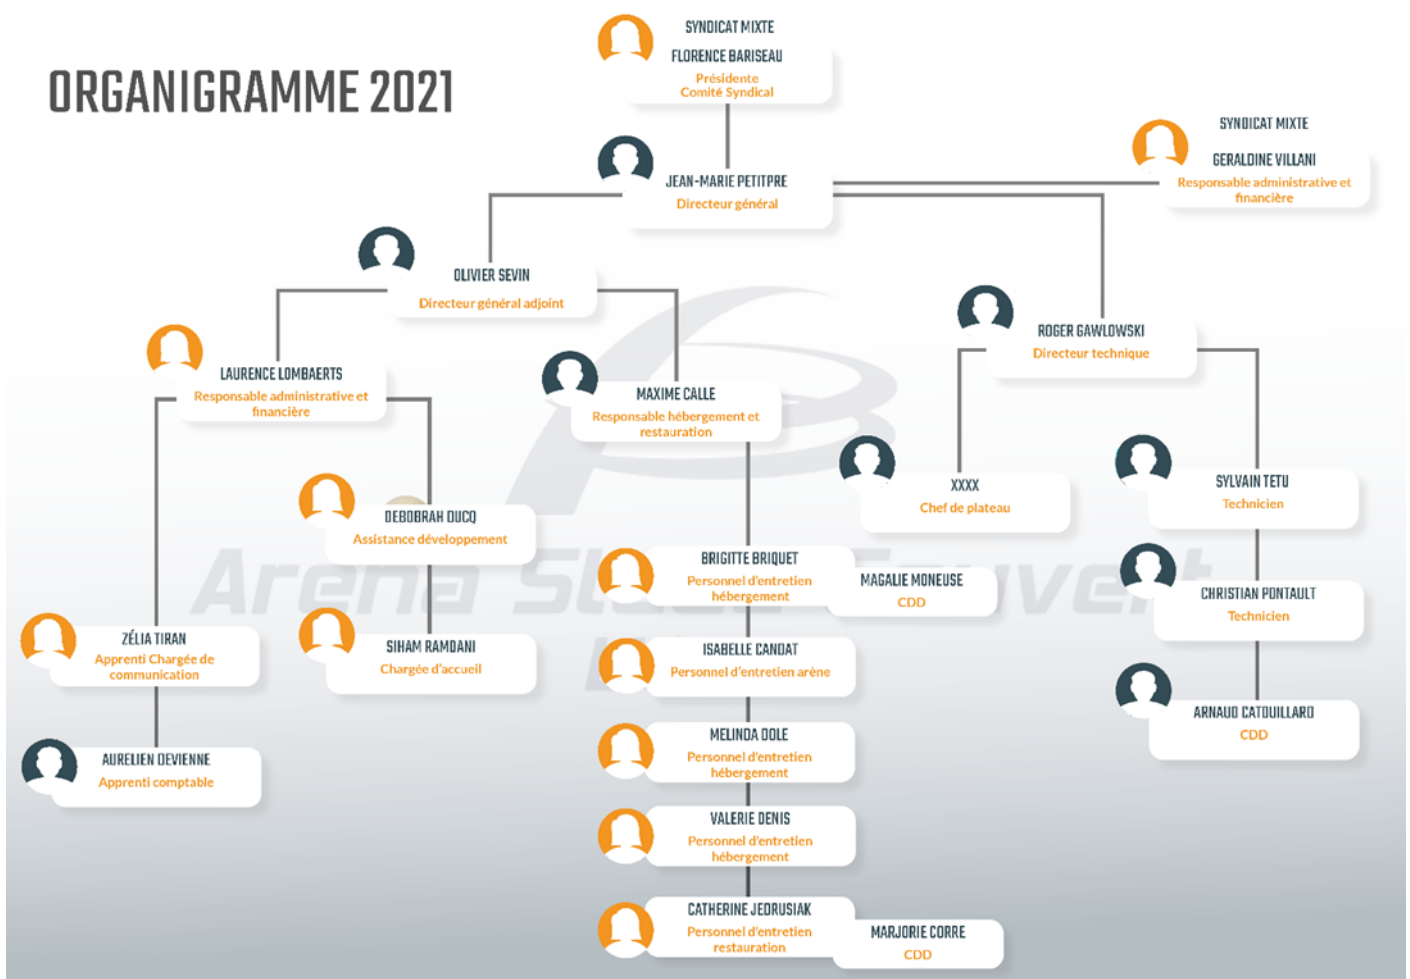 ORGANIGRAMME 2021
SYNDICAT MIXTE
FLORENCE BARISEAU
Présidente
Comité Syndical
SYNDICAT MIXTE
GERALDINE VILLANI
Responsable administrative et
financière
JEAN-MARIE PETITPRE
Directeur général
OLIVIER SEVIN
Directeur général adjoint
ROGER GAWLOWSKI
Directeur technique
LAURENCE LOMBAERTS
Responsable administrative et
financière
MAXIME CALLE
Responsable hébergement et
restauration
XXXX
Chef de plateau
SYLVAIN TETU
Technicien
DEBOBRAH DUCQ
Assistance développement
BRIGITTE BRIQUET
Personnel d'entretien
hébergement
MAGALIE MONEUSE
CDD
CHRISTIAN PONTAULT
Technicien
Arena
ZÉLIA TIRAN
Apprenti Chargée de
communication
SIHAM RAMDANI
Chargée d'accueil
ISABELLE CANDAT
Personnel d'entretien arène
ARNAUD CATOUILLARD
CDD
MELINDA DOLE
Personnel d'entretien
hébergement
AURELIEN DEVIENNE
Apprenti comptable
VALERIE DENIS
Personnel d'entretien
hébergement
CATHERINE JEDRUSIAK
Personnel d'entretien
restauration
MARJORIE CORRE
CDD